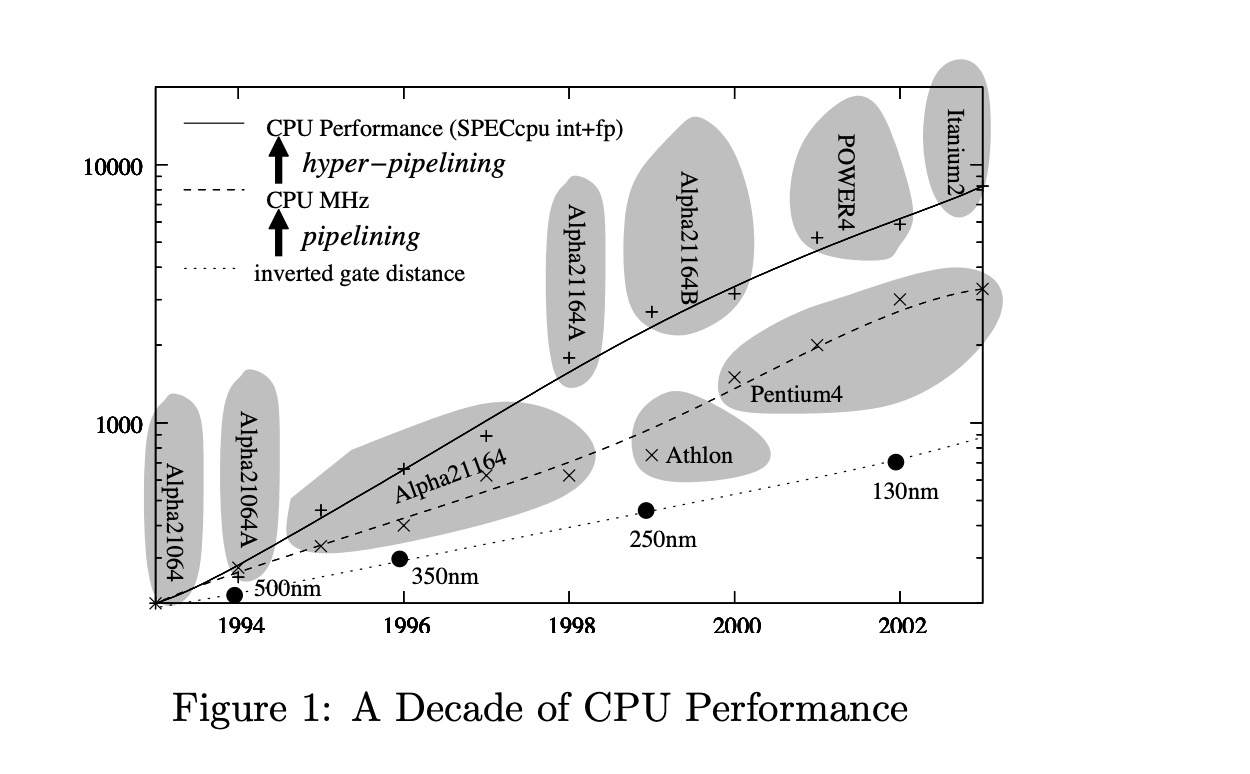 CPU Performance (SPECcpu int+fp)
hyper−pipelining
CPU MHz
pipelining
inverted gate distance
10000
1000
Alpha21064
Alpha21064A
Alpha21164
Alpha21164A
Alpha21164B
POWER4
Itanium2
Athlon
Pentium4
500nm
350nm
250nm
130nm
1994
1996
1998
2000
2002
Figure 1: A Decade of CPU Performance